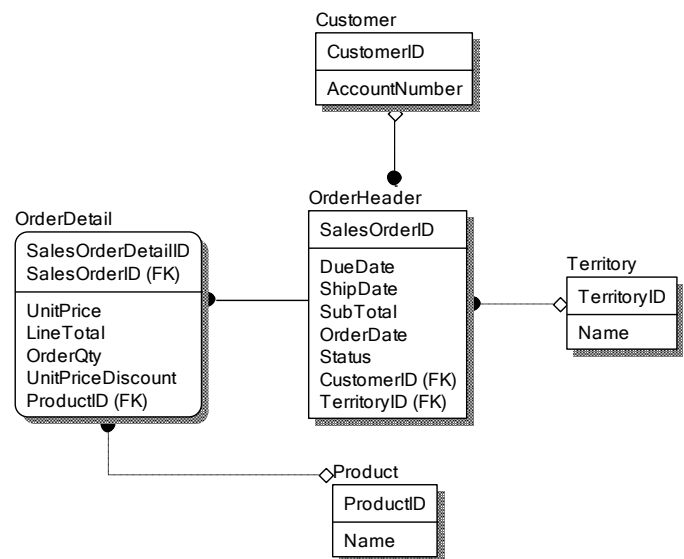 Customer
CustomerID
AccountNumber
OrderHeader
SalesOrderID
DueDate
ShipDate
SubTotal
OrderDate
Status
CustomerID (FK)
TerritoryID (FK)
OrderDetail
SalesOrderDetailID
SalesOrderID (FK)
UnitPrice
LineTotal
OrderQty
UnitPriceDiscount
ProductID (FK)
Territory
TerritoryID
Name
Product
ProductID
Name